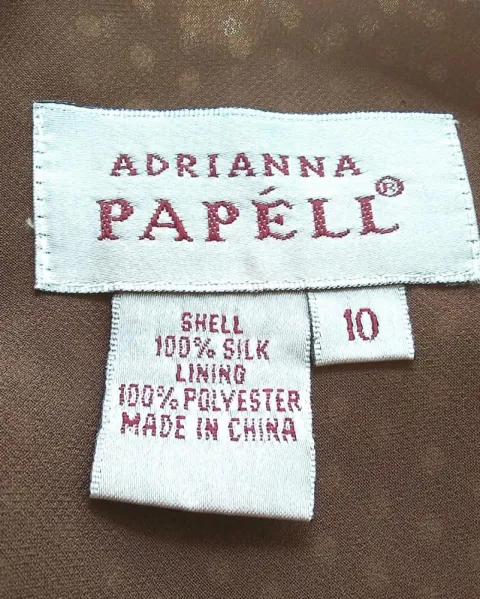 ADRIANNA
PAPÉLL®
10
SHELL
100% SILK
LINING
100% POLYESTER
MADE IN CHINA